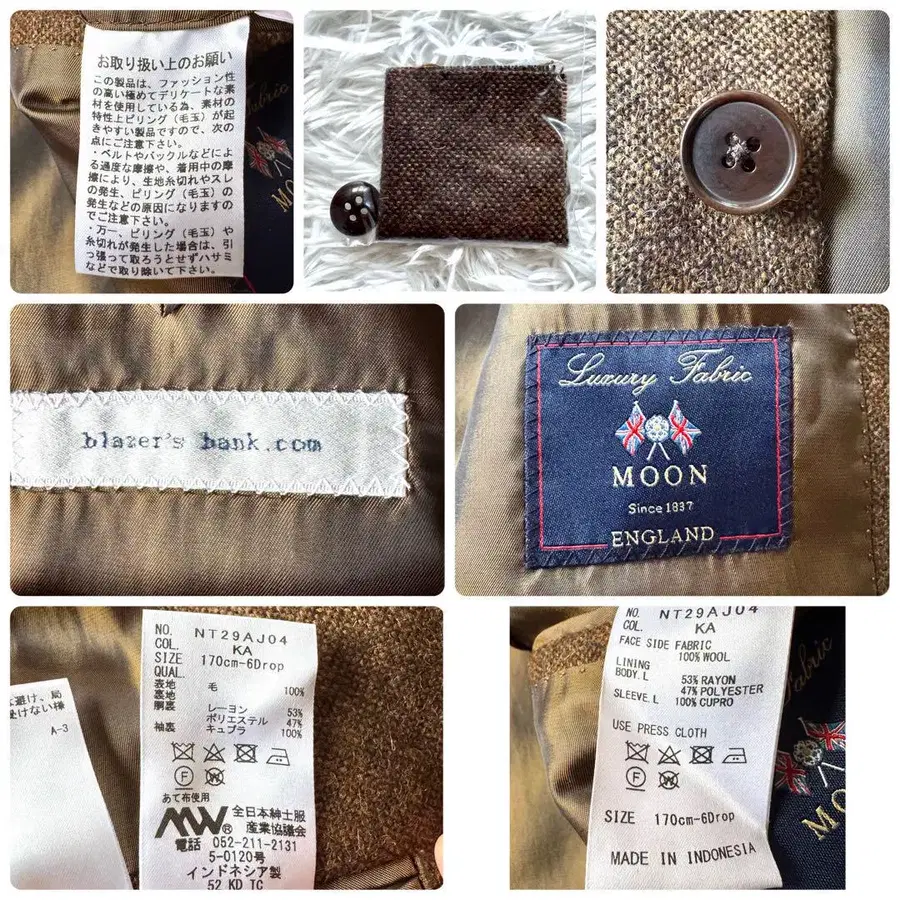 お取り扱い上のお願い
この製品は、ファッション性
の高い極めてデリケートな素
材を使用している為、素材の
特性上ピリング（毛玉）が起
きやすい製品ですので、次の
点にご注意下さい。
・ベルトやバックルなどによ
る過度な摩擦や、着用中の摩
擦により、生地糸切れやスレ
の発生、ピリング（毛玉）の
発生などの原因になりますの
でご注意下さい。
・万一、ピリング（毛玉）や
糸切れが発生した場合は、引
っ張って取ろうとせずハサミ
などで取り除いて下さい。
Fabric
MO
blazer's bank.com
Luxury Fabric
MOON
Since 1837
ENGLAND
な避け、局
受けない様
A-3
NO. NT29AJ04
COL. KA
SIZE 170cm-6Drop
QUAL.
表地 毛 100%
裏地
胴裏 レーヨン 53%
ポリエステル 47%
袖裏 キュプラ 100%
F W
あて布使用
MW® 全日本紳士服
産業協議会
電話 052-211-2131
5-0120号
インドネシア製
52 KD TC
NO. NT29AJ04
COL. KA
FACE SIDE FABRIC
100% WOOL
LINING
BODY.L 53% RAYON
47% POLYESTER
SLEEVE.L 100% CUPRO
USE PRESS CLOTH
F W
SIZE 170cm-6Drop
MADE IN INDONESIA
Fabric
MO